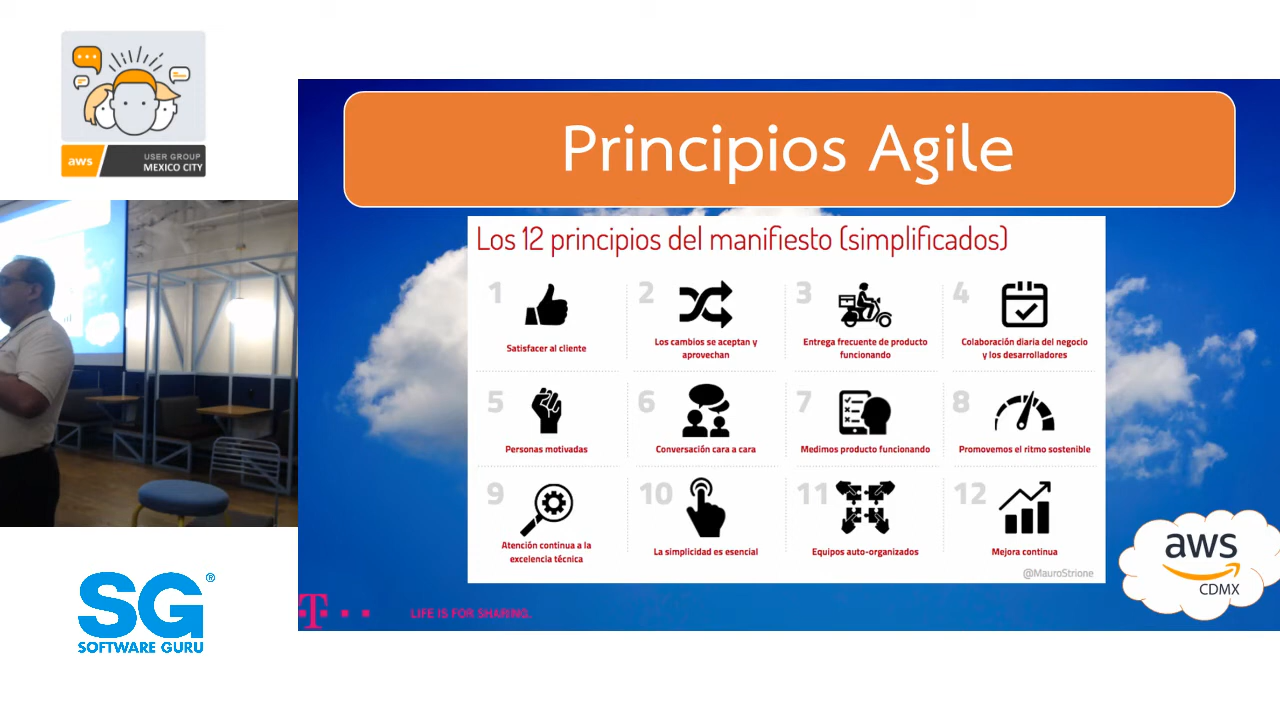 aws
USER GROUP
MEXICO CITY
Principios Agile
Los 12 principios del manifiesto (simplificados)
1
Satisfacer al cliente
2
Los cambios se aceptan y
aprovechan
3
Entrega frecuente de producto
funcionando
4
Colaboración diaria del negocio
y los desarrolladores
5
Personas motivadas
6
Conversación cara a cara
7
Medimos producto funcionando
8
Promovemos el ritmo sostenible
9
Atención continua a la
excelencia técnica
10
La simplicidad es esencial
11
Equipos auto-organizados
12
Mejora continua
@MauroStrione
aws
CDMX
T
LIFE IS FOR SHARING.
SG®
SOFTWARE GURU